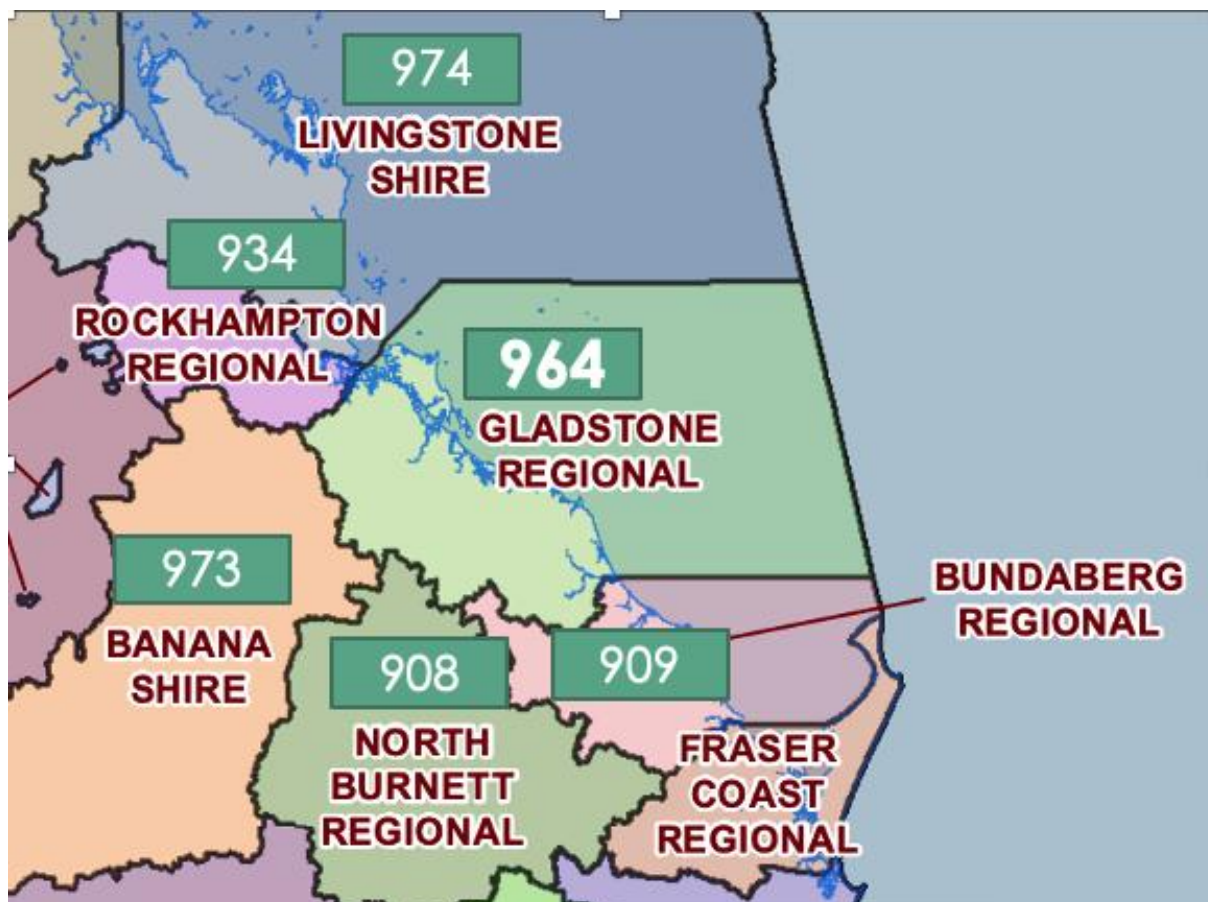 974
LIVINGSTONE
SHIRE
934
ROCKHAMPTON
REGIONAL
964
GLADSTONE
REGIONAL
973
BANANA
SHIRE
908
NORTH
BURNETT
REGIONAL
909
BUNDABERG
REGIONAL
FRASER
COAST
REGIONAL